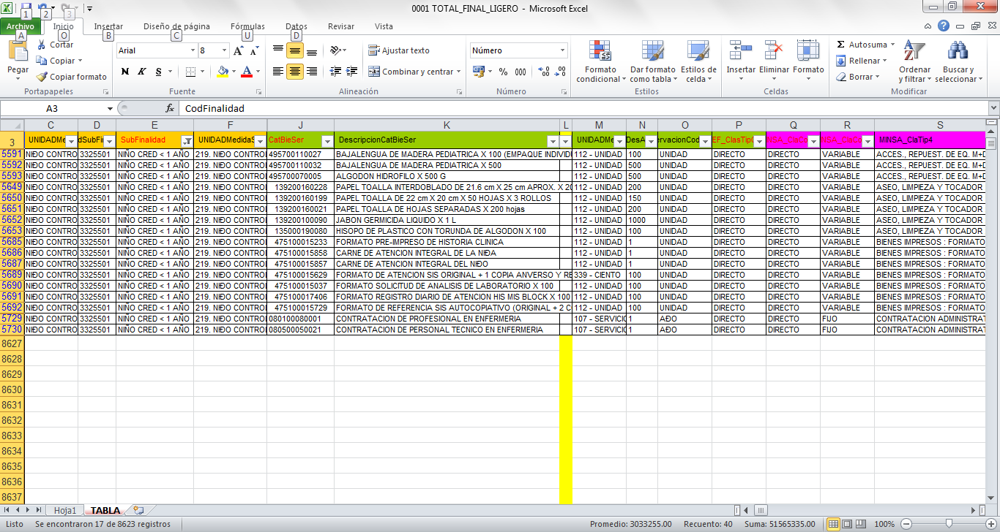 0001 TOTAL_FINAL_LIGERO - Microsoft Excel
1 2 3
Archivo Inicio Insertar Diseño de página Fórmulas Datos Revisar Vista
A O B C U D
Pegar
Cortar
Copiar
Copiar formato
Portapapeles
Arial 8
N K S
Fuente
Ajustar texto
Combinar y centrar
Alineación
Número
% 000
Número
Formato condicional
Dar formato como tabla
Estilos de celda
Estilos
Insertar Eliminar Formato
Celdas
Autosuma
Rellenar
Borrar
Ordenar y filtrar
Buscar y seleccionar
Modificar
A3 fx CodFinalidad
C D E F J K L M N O P Q R S
3 UNIDADMe dSubFin SubFinalidad UNIDADMedidaS CatBieSer DescripcionCatBieSer UNIDADMe DesA ervacionCod EF_ClasTipC NSA_ClaCo NSA_ClaCo MINSA_ClaTip4
5591 NIÐO CONTRO 3325501 NIÑO CRED < 1 AÑO 219. NIÐO CONTROL 495700110027 BAJALENGUA DE MADERA PEDIATRICA X 100 (EMPAQUE INDIVIDU 112 - UNIDAD 100 UNIDAD DIRECTO DIRECTO VARIABLE ACCES., REPUEST. DE EQ. M+D
5592 NIÐO CONTRO 3325501 NIÑO CRED < 1 AÑO 219. NIÐO CONTROL 495700110032 BAJALENGUA DE MADERA PEDIATRICA X 500 112 - UNIDAD 500 UNIDAD DIRECTO DIRECTO VARIABLE ACCES., REPUEST. DE EQ. M+D
5593 NIÐO CONTRO 3325501 NIÑO CRED < 1 AÑO 219. NIÐO CONTROL 495700070005 ALGODON HIDROFILO X 500 G 112 - UNIDAD 500 UNIDAD DIRECTO DIRECTO VARIABLE ACCES., REPUEST. DE EQ. M+D
5649 NIÐO CONTRO 3325501 NIÑO CRED < 1 AÑO 219. NIÐO CONTROL 139200160228 PAPEL TOALLA INTERDOBLADO DE 21.6 cm X 25 cm APROX. X 20 112 - UNIDAD 200 UNIDAD DIRECTO DIRECTO VARIABLE ASEO, LIMPIEZA Y TOCADOR
5650 NIÐO CONTRO 3325501 NIÑO CRED < 1 AÑO 219. NIÐO CONTROL 139200160199 PAPEL TOALLA DE 22 cm X 20 cm X 50 HOJAS X 3 ROLLOS 112 - UNIDAD 150 UNIDAD DIRECTO DIRECTO VARIABLE ASEO, LIMPIEZA Y TOCADOR
5651 NIÐO CONTRO 3325501 NIÑO CRED < 1 AÑO 219. NIÐO CONTROL 139200160021 PAPEL TOALLA DE HOJAS SEPARADAS X 200 hojas 112 - UNIDAD 200 UNIDAD DIRECTO DIRECTO VARIABLE ASEO, LIMPIEZA Y TOCADOR
5652 NIÐO CONTRO 3325501 NIÑO CRED < 1 AÑO 219. NIÐO CONTROL 139200100090 JABON GERMICIDA LIQUIDO X 1 L 112 - UNIDAD 1000 UNIDAD DIRECTO DIRECTO VARIABLE ASEO, LIMPIEZA Y TOCADOR
5653 NIÐO CONTRO 3325501 NIÑO CRED < 1 AÑO 219. NIÐO CONTROL 135000190080 HISOPO DE PLASTICO CON TORUNDA DE ALGODON X 100 112 - UNIDAD 100 UNIDAD DIRECTO DIRECTO VARIABLE ASEO, LIMPIEZA Y TOCADOR
5685 NIÐO CONTRO 3325501 NIÑO CRED < 1 AÑO 219. NIÐO CONTROL 475100015233 FORMATO PRE-IMPRESO DE HISTORIA CLINICA 112 - UNIDAD 1 UNIDAD DIRECTO DIRECTO VARIABLE BIENES IMPRESOS : FORMATO
5686 NIÐO CONTRO 3325501 NIÑO CRED < 1 AÑO 219. NIÐO CONTROL 475100015858 CARNE DE ATENCION INTEGRAL DE LA NIÐA 112 - UNIDAD 1 UNIDAD DIRECTO DIRECTO VARIABLE BIENES IMPRESOS : FORMATO
5687 NIÐO CONTRO 3325501 NIÑO CRED < 1 AÑO 219. NIÐO CONTROL 475100015857 CARNE DE ATENCION INTEGRAL DEL NIÐO 112 - UNIDAD 1 UNIDAD DIRECTO DIRECTO VARIABLE BIENES IMPRESOS : FORMATO
5689 NIÐO CONTRO 3325501 NIÑO CRED < 1 AÑO 219. NIÐO CONTROL 475100015629 FORMATO DE ATENCION SIS ORIGINAL + 1 COPIA ANVERSO Y RE 339 - CIENTO 100 UNIDAD DIRECTO DIRECTO VARIABLE BIENES IMPRESOS : FORMATO
5690 NIÐO CONTRO 3325501 NIÑO CRED < 1 AÑO 219. NIÐO CONTROL 475100015037 FORMATO SOLICITUD DE ANALISIS DE LABORATORIO X 100 112 - UNIDAD 100 UNIDAD DIRECTO DIRECTO VARIABLE BIENES IMPRESOS : FORMATO
5691 NIÐO CONTRO 3325501 NIÑO CRED < 1 AÑO 219. NIÐO CONTROL 475100017406 FORMATO REGISTRO DIARIO DE ATENCION HIS MIS BLOCK X 100 112 - UNIDAD 100 UNIDAD DIRECTO DIRECTO VARIABLE BIENES IMPRESOS : FORMATO
5692 NIÐO CONTRO 3325501 NIÑO CRED < 1 AÑO 219. NIÐO CONTROL 475100015729 FORMATO DE REFERENCIA SIS AUTOCOPIATIVO (ORIGINAL + 2 C 112 - UNIDAD 100 UNIDAD DIRECTO DIRECTO VARIABLE BIENES IMPRESOS : FORMATO
5729 NIÐO CONTRO 3325501 NIÑO CRED < 1 AÑO 219. NIÐO CONTROL 080100080001 CONTRATACION DE PROFESIONAL EN ENFERMERIA 107 - SERVICIO 1 AÐO DIRECTO DIRECTO FIJO CONTRATACION ADMINISTRAT
5730 NIÐO CONTRO 3325501 NIÑO CRED < 1 AÑO 219. NIÐO CONTROL 080500050021 CONTRATACION DE PERSONAL TECNICO EN ENFERMERIA 107 - SERVICIO 1 AÐO DIRECTO DIRECTO FIJO CONTRATACION ADMINISTRAT
8627
8628
8629
8630
8631
8632
8633
8634
8635
8636
8637
Hoja1 TABLA
Listo Se encontraron 17 de 8623 registros Promedio: 3033255.00 Recuento: 40 Suma: 51565335.00 100%